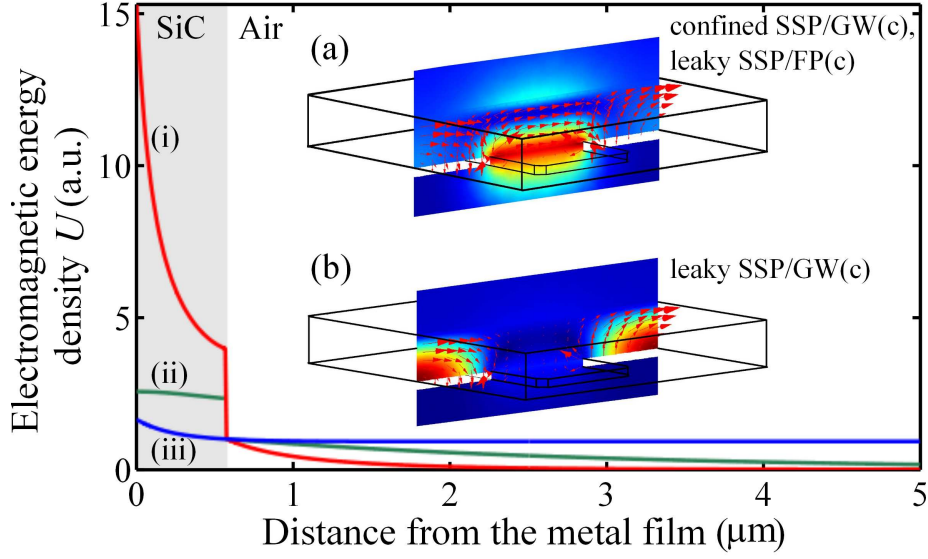 15
10
5
0
Electromagnetic energy
density U (a.u.)
SiC
Air
(i)
(ii)
(iii)
(a)
confined SSP/GW(c),
leaky SSP/FP(c)
(b)
leaky SSP/GW(c)
0 1 2 3 4 5
Distance from the metal film (μm)